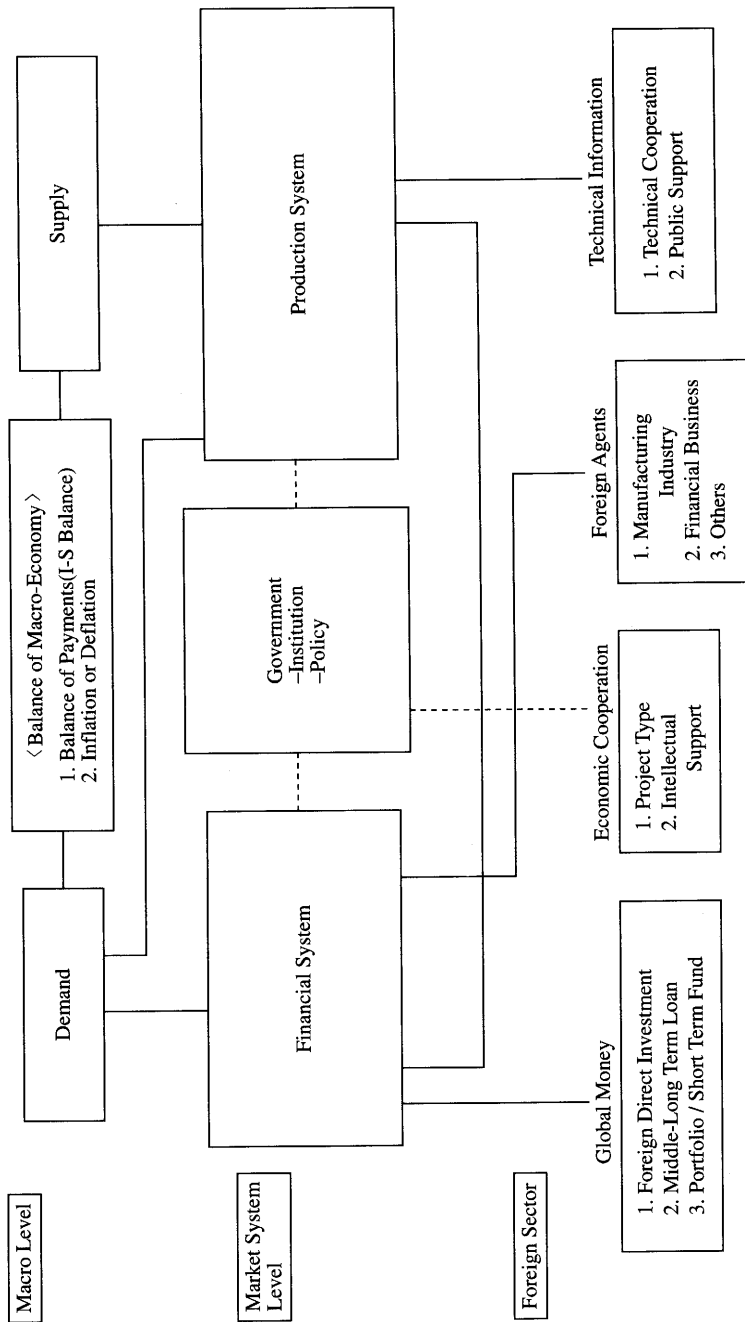 Macro Level
Demand
〈Balance of Macro-Economy〉
1. Balance of Payments(I-S Balance)
2. Inflation or Deflation
Supply
Market System
Level
Financial System
Government
–Institution
–Policy
Production System
Foreign Sector
Global Money
1. Foreign Direct Investment
2. Middle-Long Term Loan
3. Portfolio / Short Term Fund
Economic Cooperation
1. Project Type
2. Intellectual
Support
Foreign Agents
1. Manufacturing
Industry
2. Financial Business
3. Others
Technical Information
1. Technical Cooperation
2. Public Support